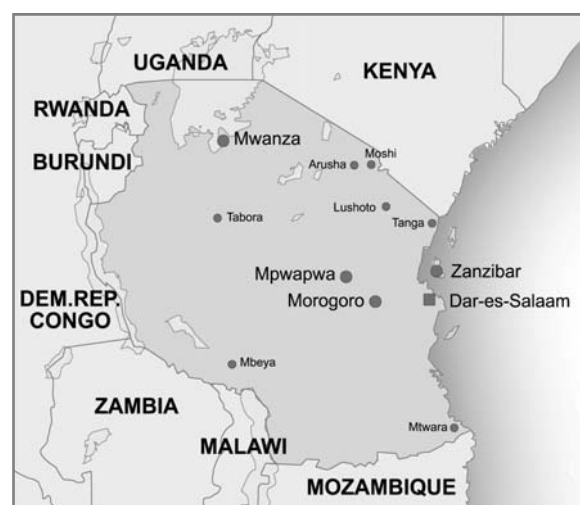 UGANDA
KENYA
RWANDA
Mwanza
BURUNDI
Moshi
Arusha
Lushoto
Tabora
Tanga
Mpwapwa
Zanzibar
DEM.REP.
CONGO
Morogoro
Dar-es-Salaam
Mbeya
ZAMBIA
Mtwara
MALAWI
MOZAMBIQUE